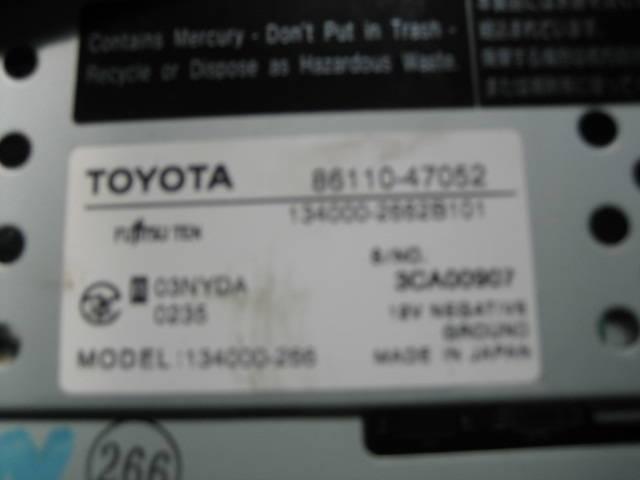 Contains Mercury - Don't Put in Trash -
Recycle or Dispose as Hazardous Waste.
TOYOTA 86110-47052
134000-2662B101
FUJITSU TEN
S/NO.
3CA00907
03NYDA
0235
12V NEGATIVE
GROUND
MODEL:134000-266
MADE IN JAPAN
266